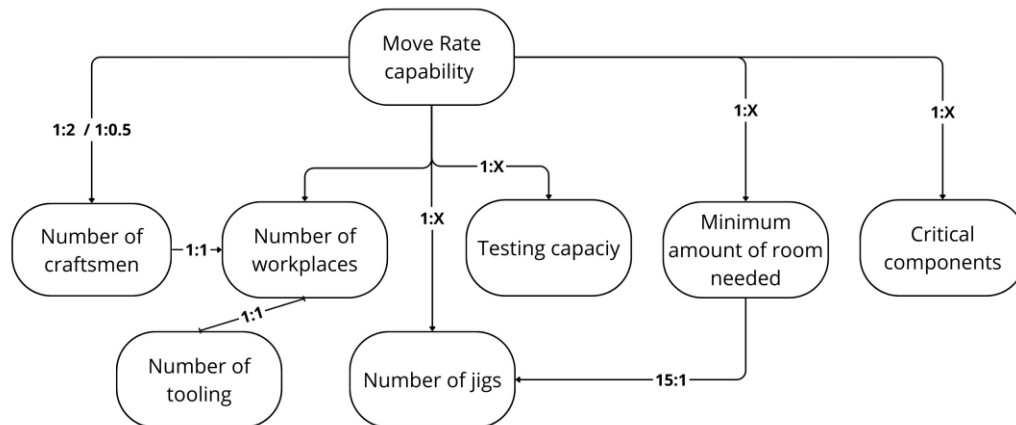 Move Rate
capability
1:2 / 1:0.5
1:X
1:X
1:X
1:X
Number of
craftsmen
1:1
Number of
workplaces
Testing capaciy
Minimum
amount of room
needed
Critical
components
1:1
Number of
tooling
Number of jigs
15:1